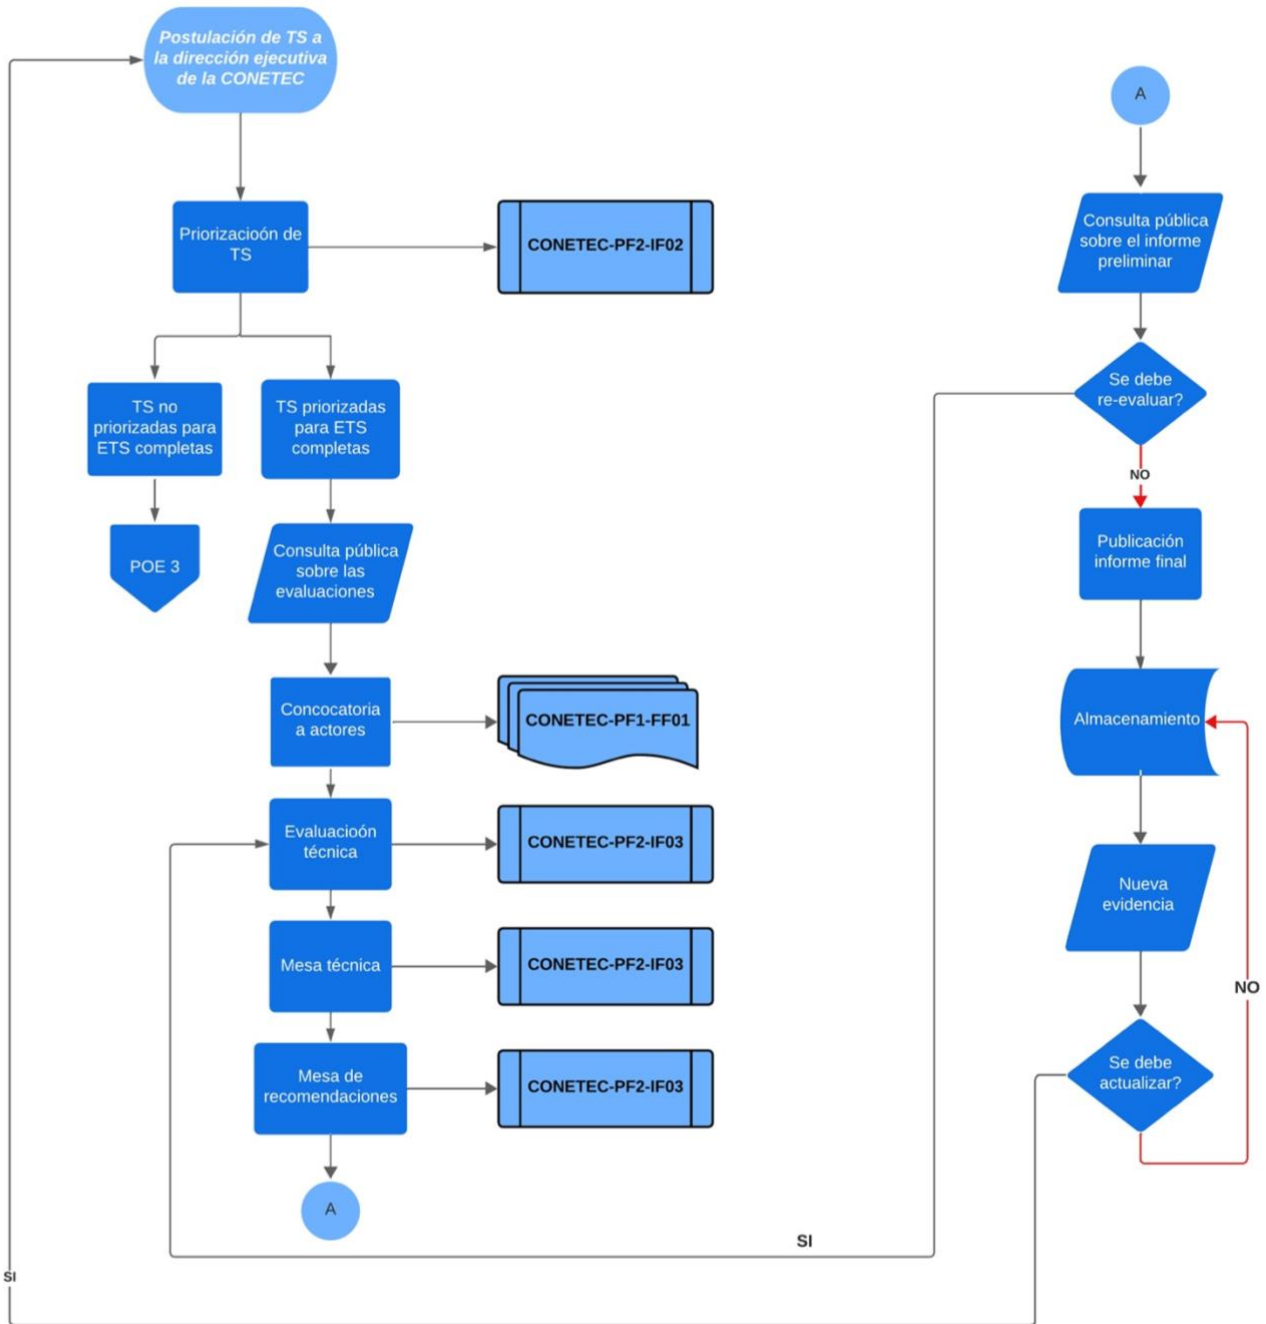 Postulación de TS a
la dirección ejecutiva
de la CONETEC
Priorizacioón de
TS
CONETEC-PF2-IF02
TS no
priorizadas para
ETS completas
TS priorizadas
para ETS
completas
POE 3
Consulta pública
sobre las
evaluaciones
Concocatoria
a actores
CONETEC-PF1-FF01
Evaluacioón
técnica
CONETEC-PF2-IF03
Mesa técnica
CONETEC-PF2-IF03
Mesa de
recomendaciones
CONETEC-PF2-IF03
A
A
Consulta pública
sobre el informe
preliminar
Se debe
re-evaluar?
NO
Publicación
informe final
Almacenamiento
Nueva
evidencia
NO
Se debe
actualizar?
SI
SI